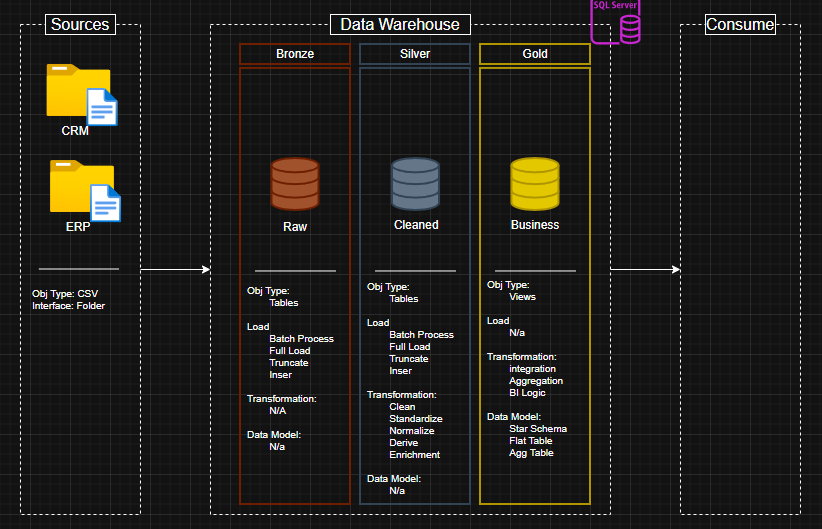 Sources
Data Warehouse
SQL Server
Consume
Bronze
Silver
Gold
CRM
ERP
Obj Type: CSV
Interface: Folder
Raw
Obj Type:
Tables
Load
Batch Process
Full Load
Truncate
Inser
Transformation:
N/A
Data Model:
N/a
Cleaned
Obj Type:
Tables
Load
Batch Process
Full Load
Truncate
Inser
Transformation:
Clean
Standardize
Normalize
Derive
Enrichment
Data Model:
N/a
Business
Obj Type:
Views
Load
N/a
Transformation:
integration
Aggregation
BI Logic
Data Model:
Star Schema
Flat Table
Agg Table